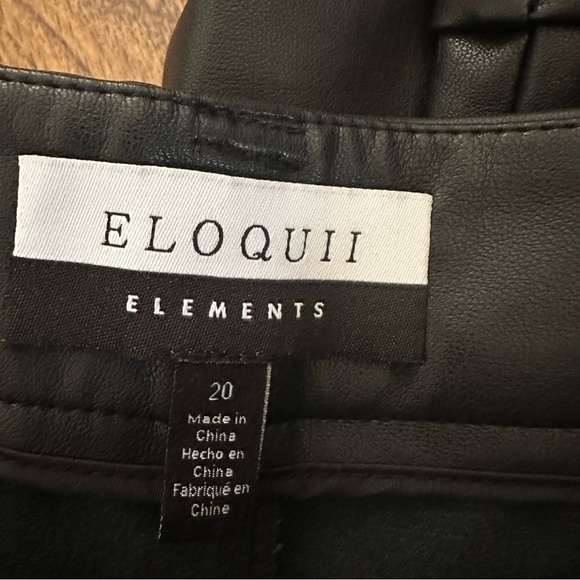 ELOQUII
ELEMENTS
20
Made in
China
Hecho en
China
Fabriqué en
Chine